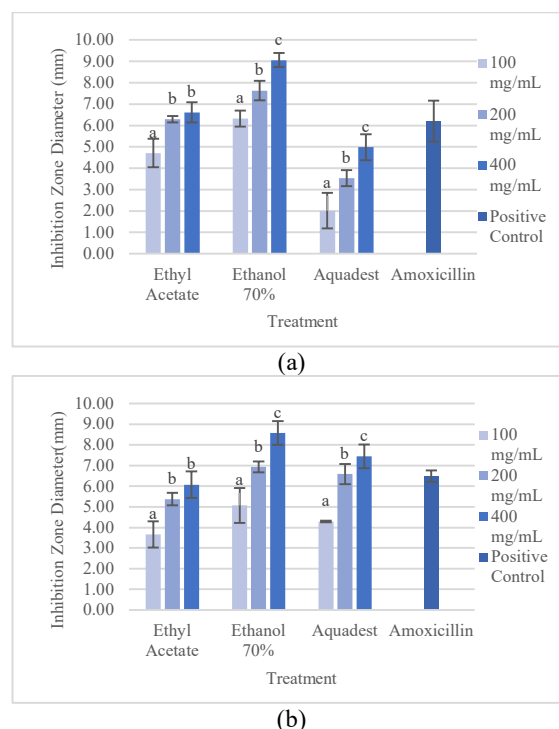 10.00
9.00
8.00
7.00
6.00
5.00
4.00
3.00
2.00
1.00
0.00
Inhibition Zone Diameter (mm)
a b b
a b c
a b c
Ethyl Acetate
Ethanol 70%
Aquadest
Amoxicillin
Treatment
100 mg/mL
200 mg/mL
400 mg/mL
Positive Control
(a)
10.00
9.00
8.00
7.00
6.00
5.00
4.00
3.00
2.00
1.00
0.00
Inhibition Zone Diameter(mm)
a b b
a b c
a b c
Ethyl Acetate
Ethanol 70%
Aquadest
Amoxicillin
Treatment
100 mg/mL
200 mg/mL
400 mg/mL
Positive Control
(b)